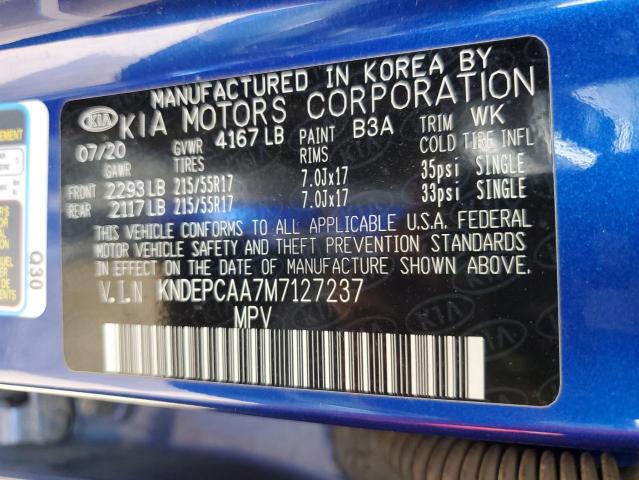 MANUFACTURED IN KOREA BY
KIA KIA MOTORS CORPORATION
07/20 GVWR 4167 LB PAINT B3A TRIM WK
GAWR TIRES RIMS COLD TIRE INFL
FRONT 2293 LB 215/55R17 7.0Jx17 35psi SINGLE
REAR 2117 LB 215/55R17 7.0Jx17 33psi SINGLE
THIS VEHICLE CONFORMS TO ALL APPLICABLE U.S.A. FEDERAL
MOTOR VEHICLE SAFETY AND THEFT PREVENTION STANDARDS
IN EFFECT ON THE DATE OF MANUFACTURE SHOWN ABOVE.
V.I.N KNDEPCAA7M7127237
MPV
Q30